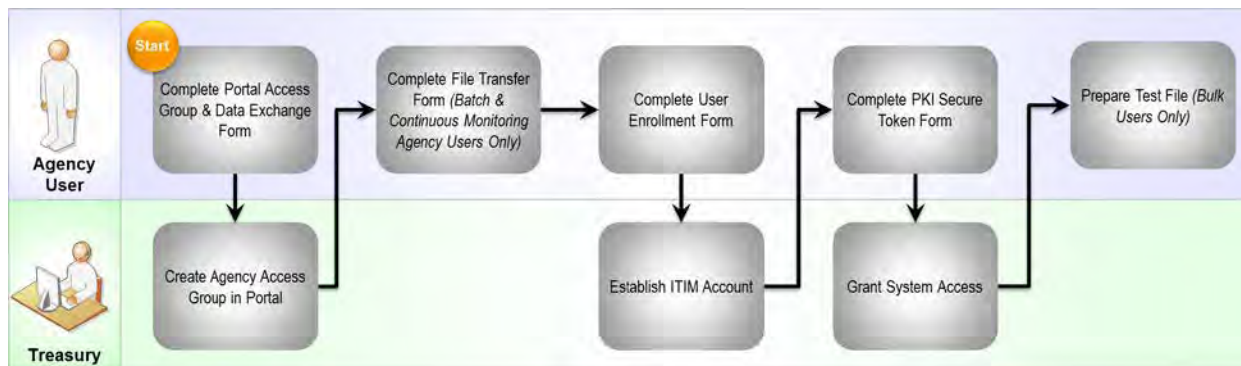 Start
Complete Portal Access
Group & Data Exchange
Form
Complete File Transfer
Form (Batch &
Continuous Monitoring
Agency Users Only)
Complete User
Enrollment Form
Complete PKI Secure
Token Form
Prepare Test File (Bulk
Users Only)
Agency
User
Create Agency Access
Group in Portal
Establish ITIM Account
Grant System Access
Treasury